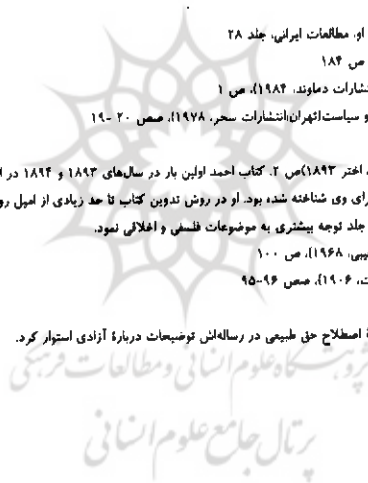 او. مطالعات ایرانی، جلد ۲۸
ص ۱۸۴
نشارات دماوند، ۱۹۸۴)، ص ۱
و سیاست(تهران:انتشارات سحر، ۱۹۷۸)، صص ۲۰ -۱۹
اختر ۱۸۹۳)ص ۲. کتاب احمد اولین بار در سال‌های ۱۸۹۳ و ۱۸۹۴ در ا
رای وی شناخته شده بود. او در روش تدوین کتاب تا حد زیادی از امیل رو
جلد توجه بیشتری به موضوعات فلسفی و اخلاقی نمود.
یبی، ۱۹۶۸)، ص ۱۰۰
ت، ۱۹۰۶)، صص ۹۶-۹۵
ۀ اصطلاح حق طبیعی در رساله‌اش توضیحات دربارۀ آزادی استوار کرد.
پژوهشگاه علوم انسانی و مطالعات فرهنگی
پرتال جامع علوم انسانی